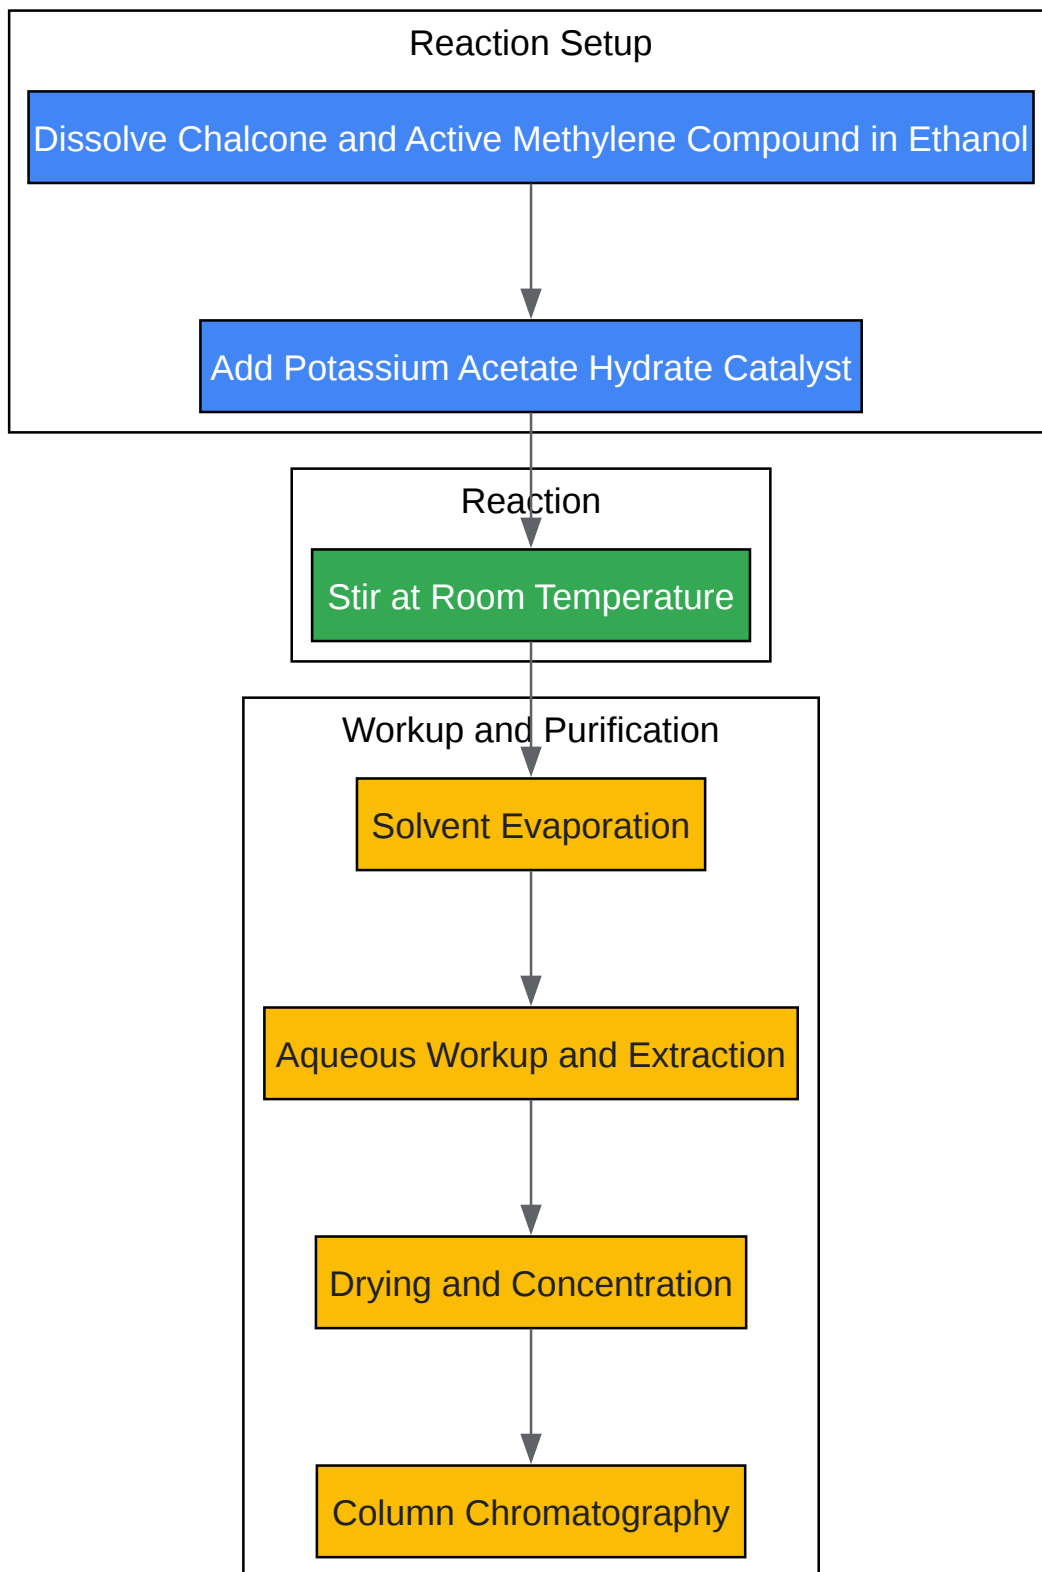 Reaction Setup
Dissolve Chalcone and Active Methylene Compound in Ethanol
Add Potassium Acetate Hydrate Catalyst
Reaction
Stir at Room Temperature
Workup and Purification
Solvent Evaporation
Aqueous Workup and Extraction
Drying and Concentration
Column Chromatography